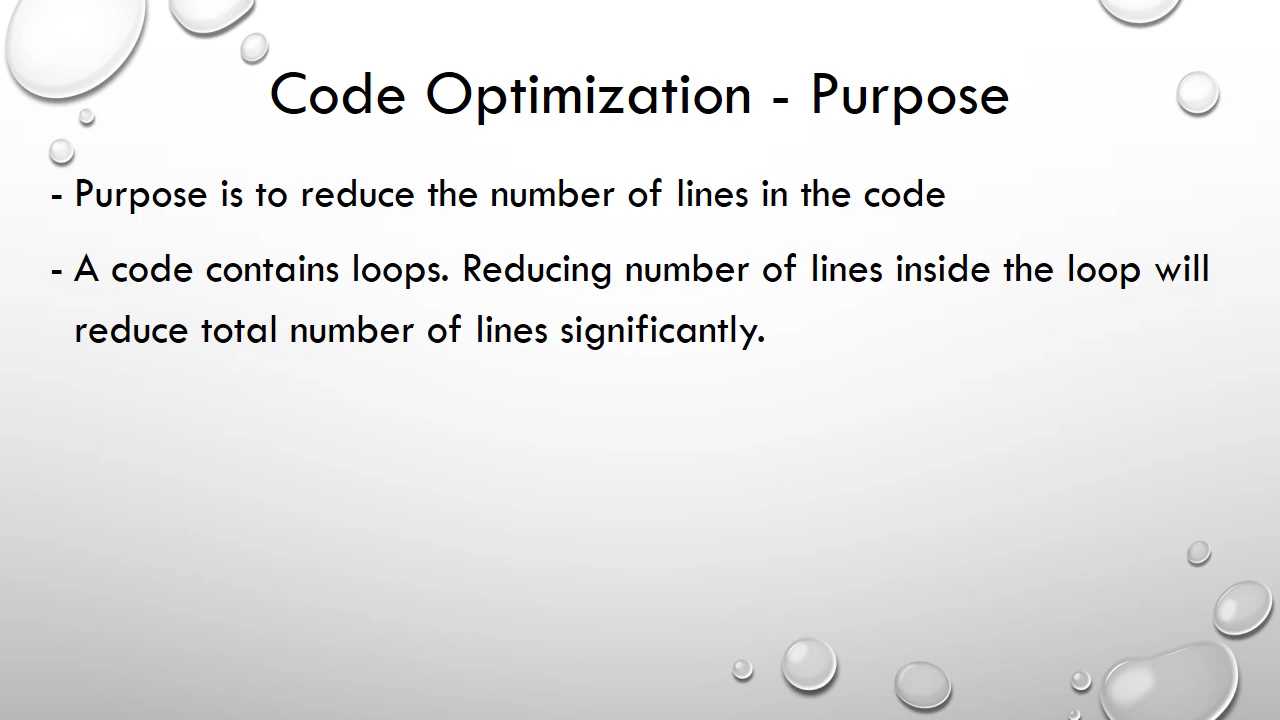 Code Optimization - Purpose
- Purpose is to reduce the number of lines in the code
- A code contains loops. Reducing number of lines inside the loop will
reduce total number of lines significantly.